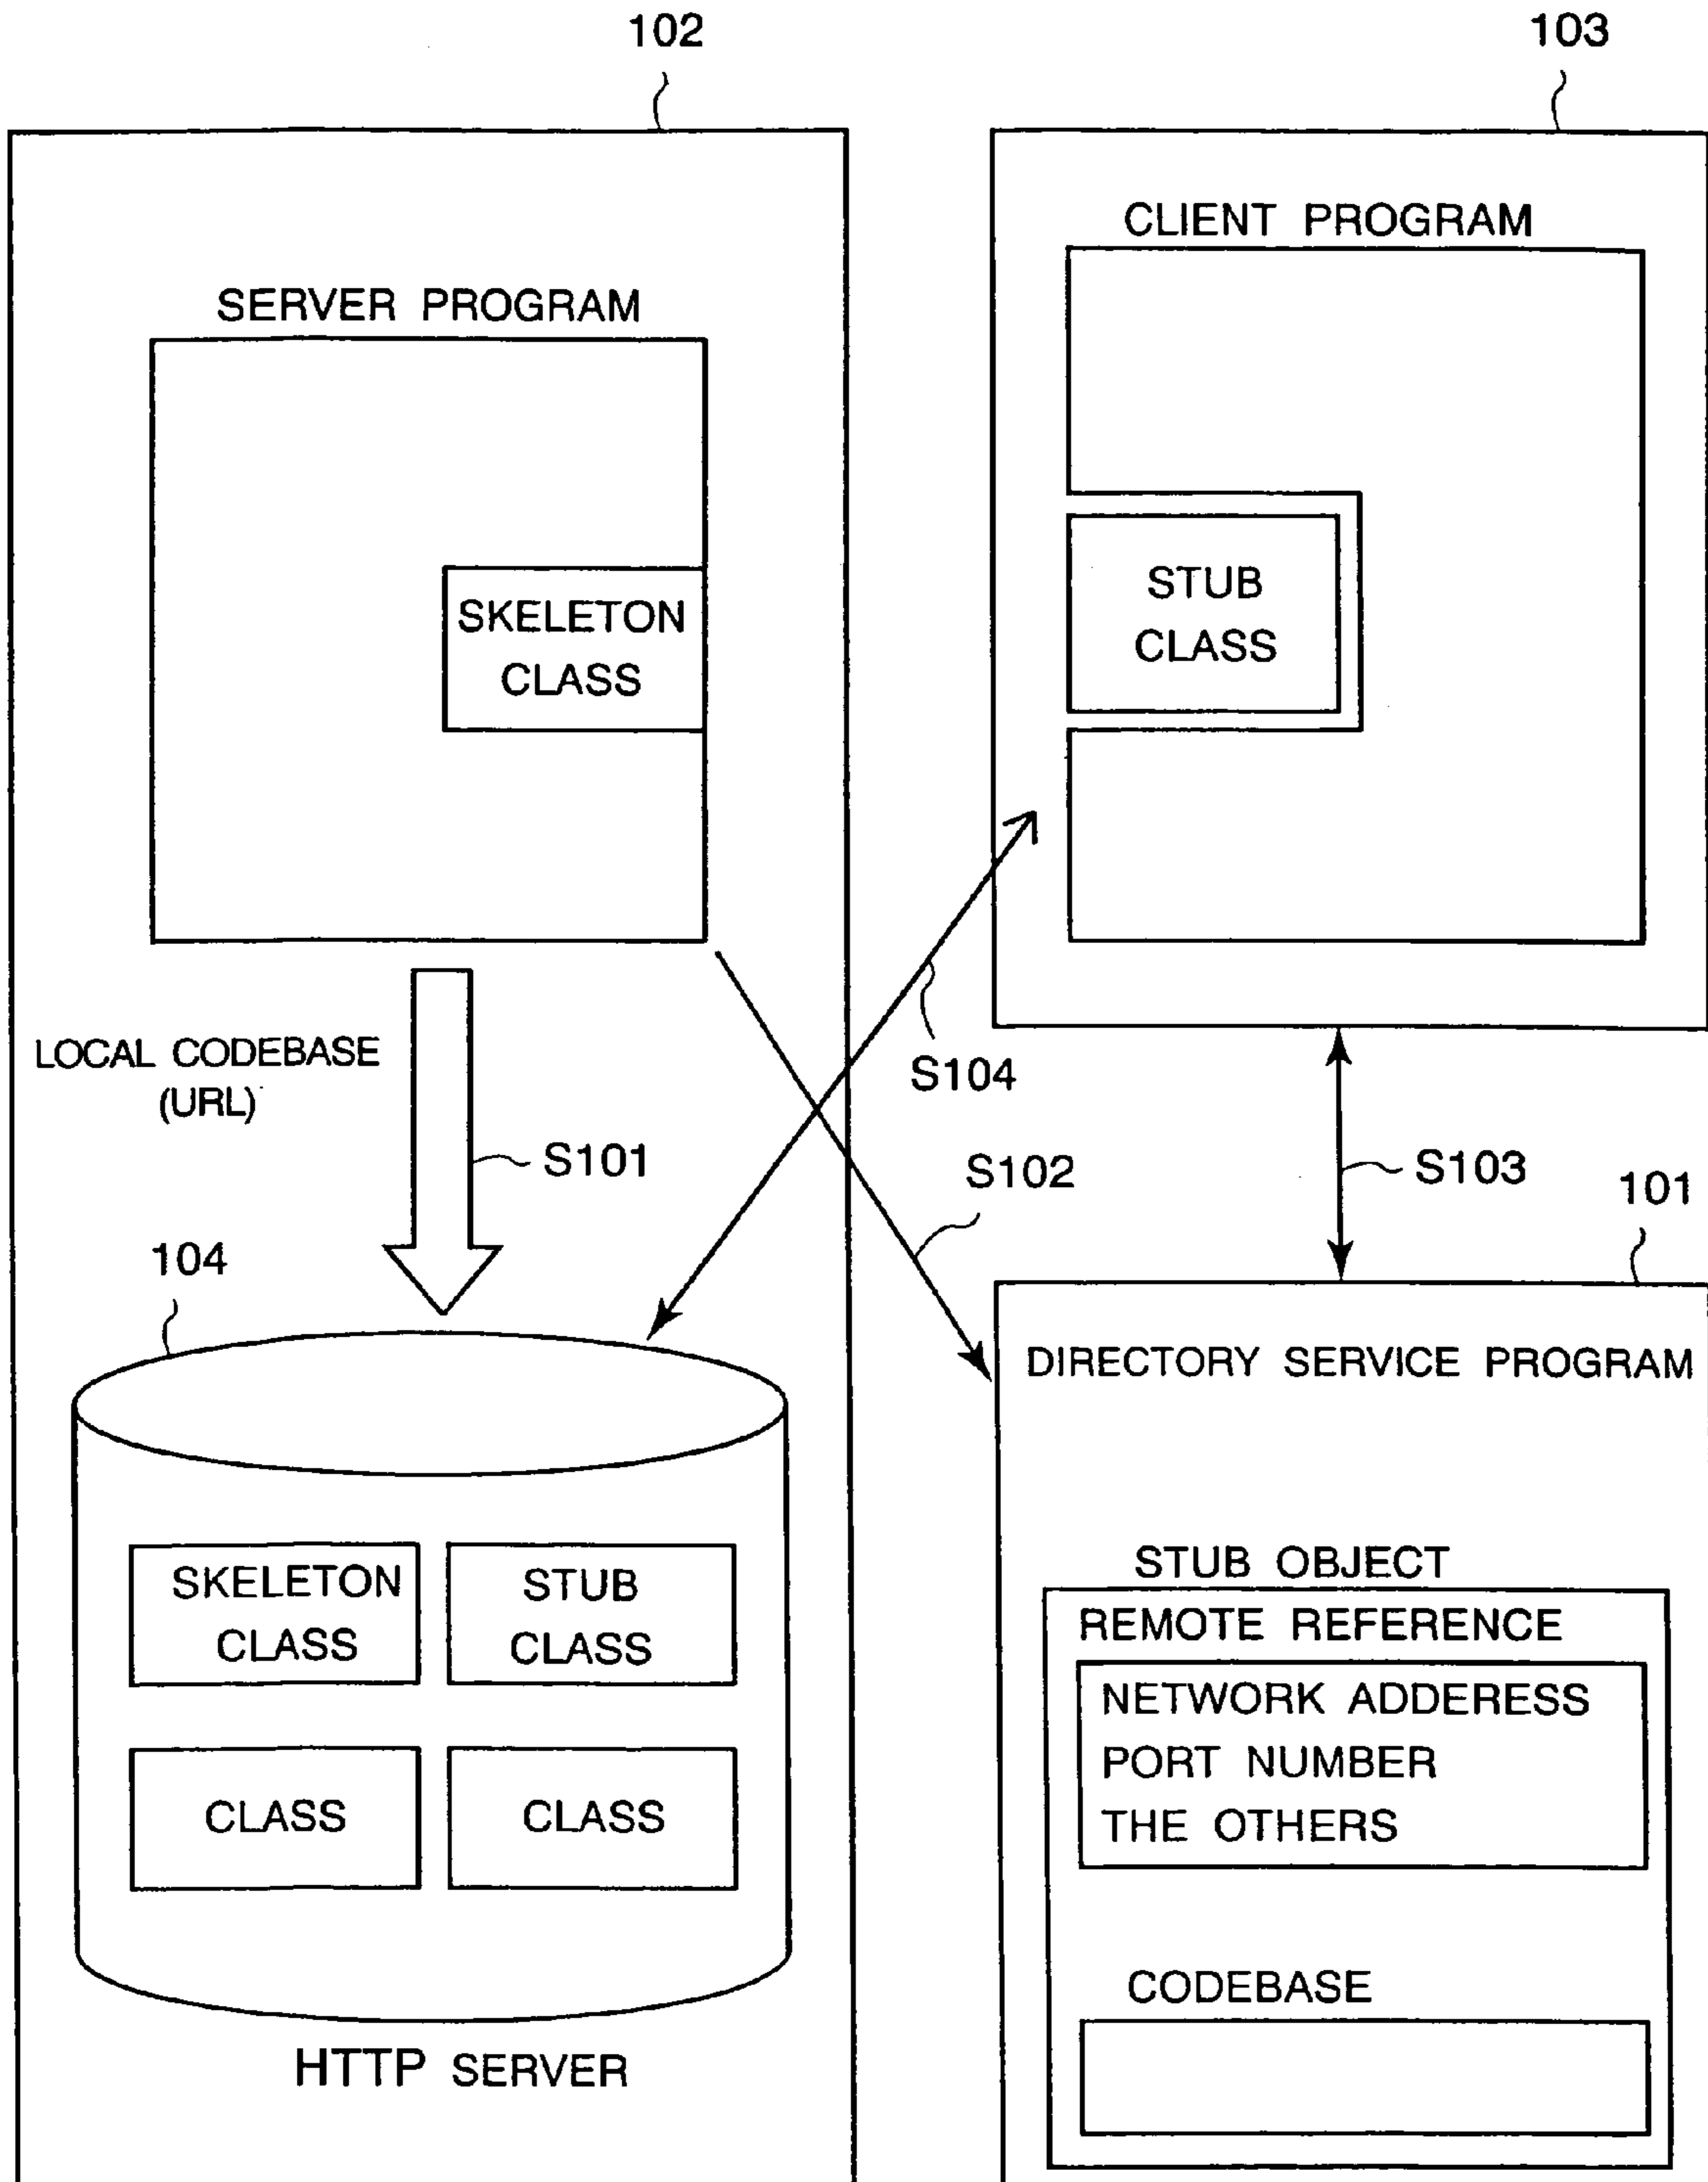 102
103
CLIENT PROGRAM
SERVER PROGRAM
STUB
CLASS
SKELETON
CLASS
LOCAL CODEBASE
(URL)
S104
S101
S102
S103
101
104
DIRECTORY SERVICE PROGRAM
STUB OBJECT
REMOTE REFERENCE
NETWORK ADDERESS
PORT NUMBER
THE OTHERS
CODEBASE
SKELETON
CLASS
STUB
CLASS
CLASS
CLASS
HTTP SERVER